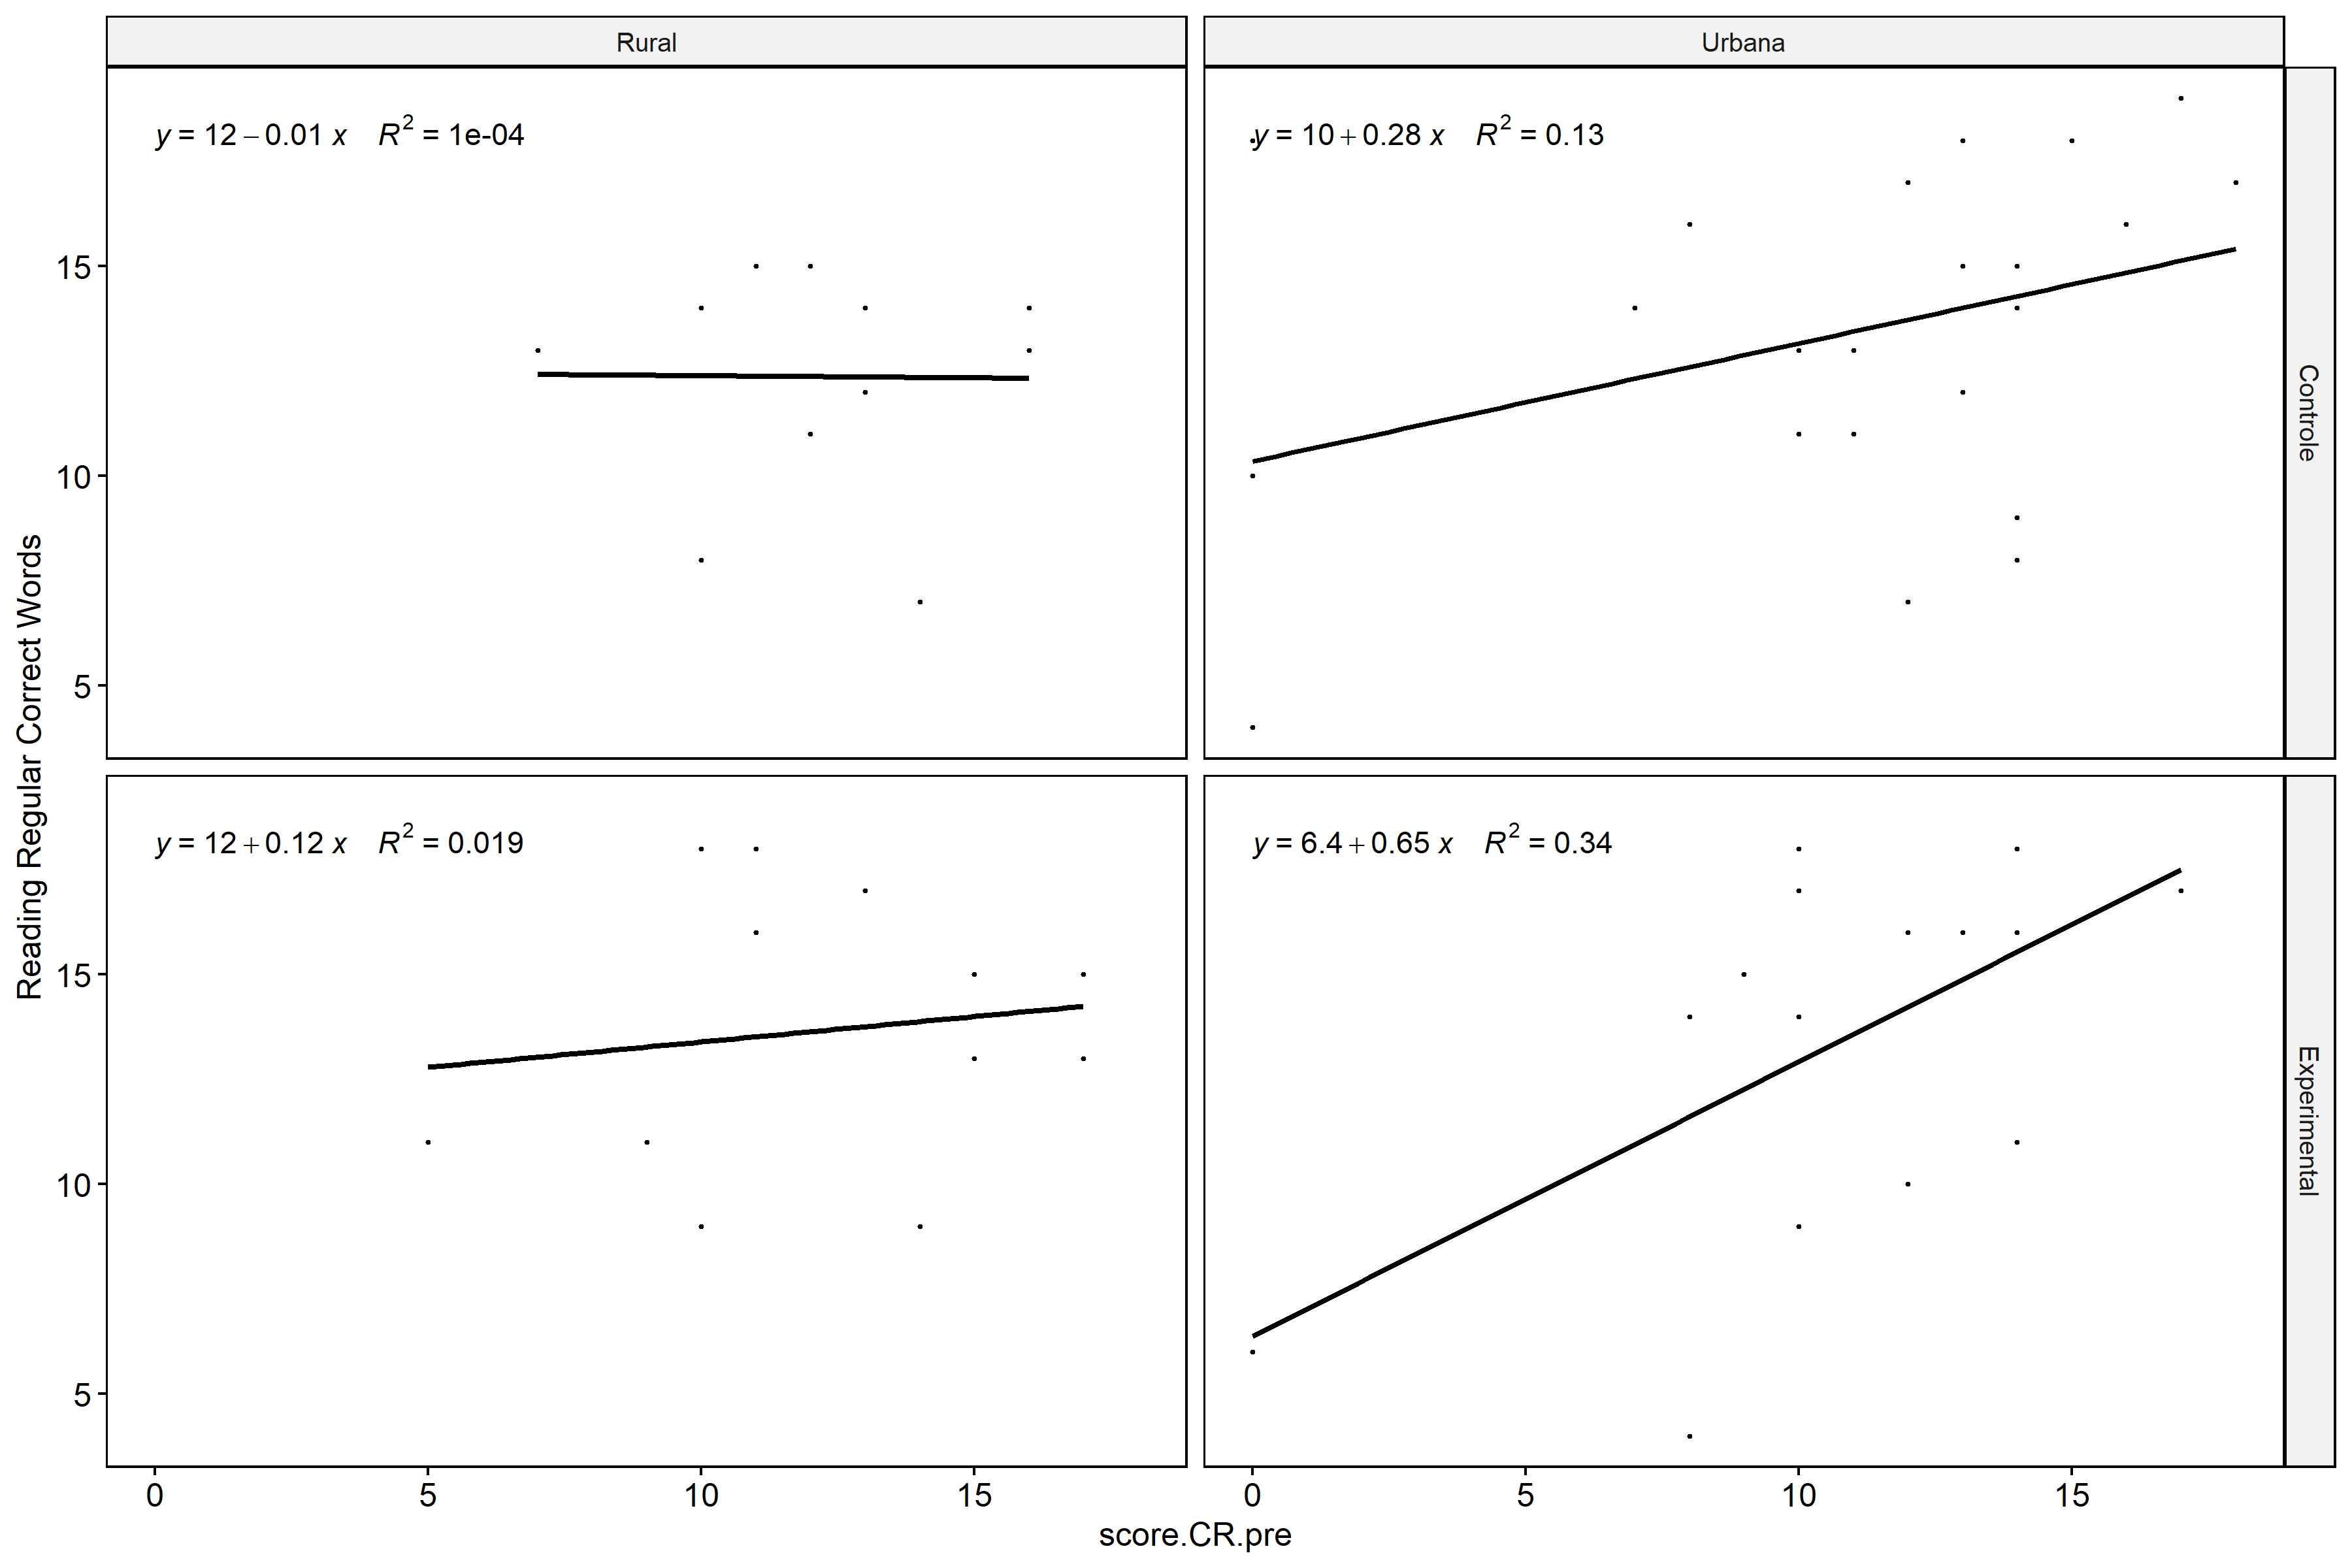 Rural
Urbana
y = 12 − 0.01 x R² = 1e-04
y = 10 + 0.28 x R² = 0.13
Controle
15
10
5
Reading Regular Correct Words
y = 12 + 0.12 x R² = 0.019
y = 6.4 + 0.65 x R² = 0.34
Experimental
15
10
5
0 5 10 15
0 5 10 15
score.CR.pre